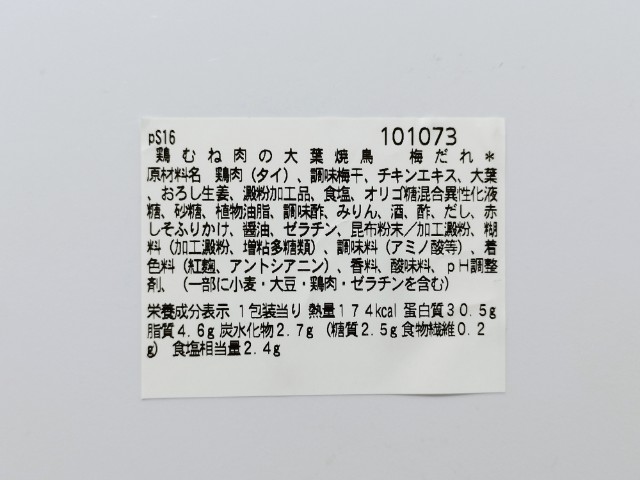 pS16 101073
鶏むね肉の大葉焼鳥 梅だれ*
原材料名 鶏肉(タイ)、調味梅干、チキンエキス、大葉
、おろし生姜、澱粉加工品、食塩、オリゴ糖混合異性化液
糖、砂糖、植物油脂、調味酢、みりん、酒、酢、だし、赤
しそふりかけ、醤油、ゼラチン、昆布粉末/加工澱粉、糊
料(加工澱粉、増粘多糖類)、調味料(アミノ酸等)、着
色料(紅麹、アントシアニン)、香料、酸味料、pH調整
剤、(一部に小麦・大豆・鶏肉・ゼラチンを含む)
栄養成分表示 1包装当り 熱量174kcal 蛋白質30.5g
脂質4.6g 炭水化物2.7g (糖質2.5g 食物繊維0.2
g) 食塩相当量2.4g